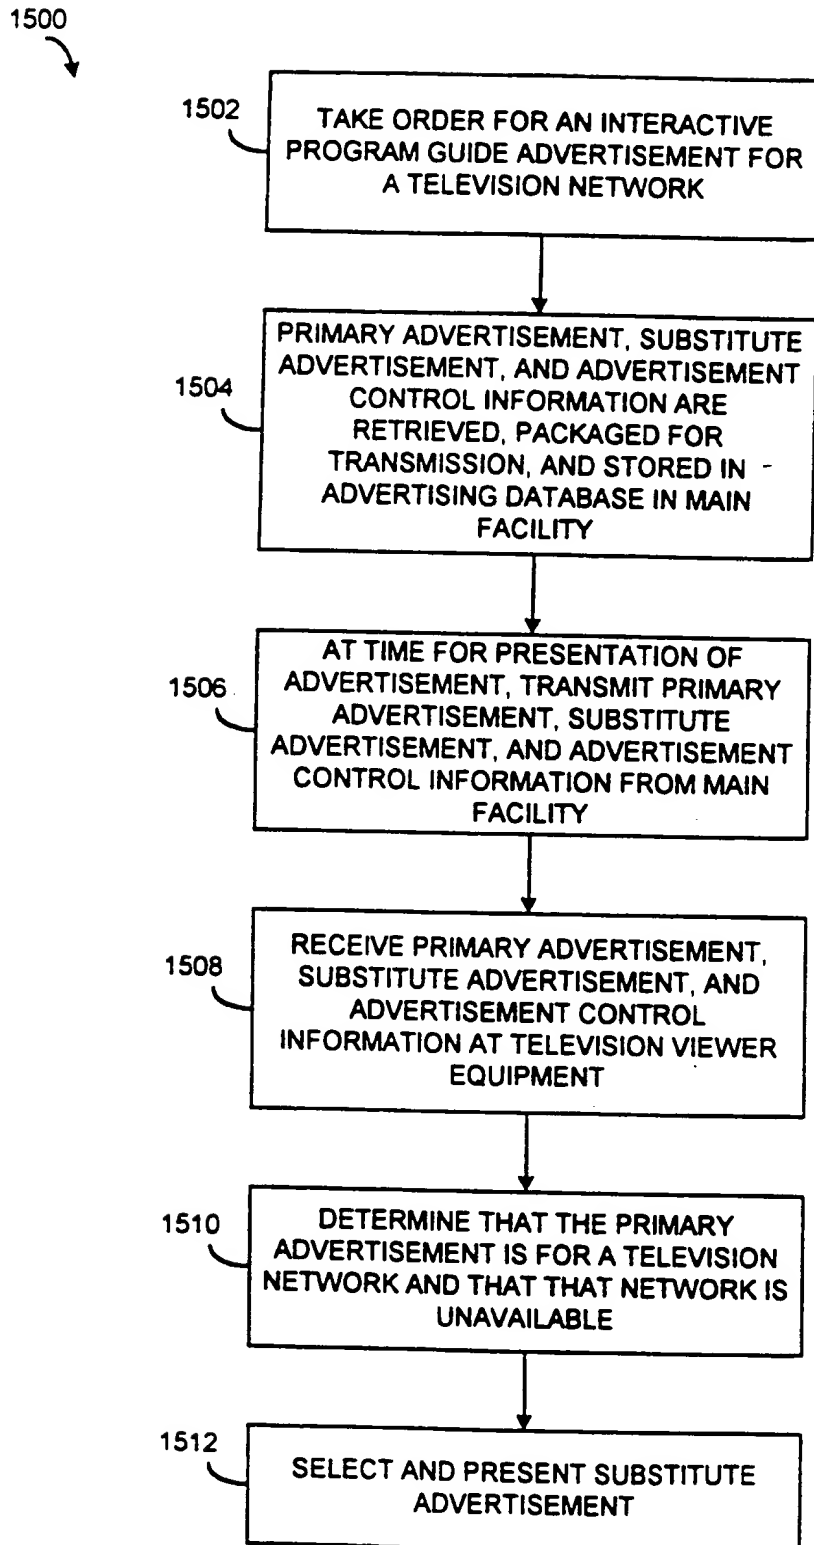 1500
1502
TAKE ORDER FOR AN INTERACTIVE
PROGRAM GUIDE ADVERTISEMENT FOR
A TELEVISION NETWORK
1504
PRIMARY ADVERTISEMENT, SUBSTITUTE
ADVERTISEMENT, AND ADVERTISEMENT
CONTROL INFORMATION ARE
RETRIEVED, PACKAGED FOR
TRANSMISSION, AND STORED IN
ADVERTISING DATABASE IN MAIN
FACILITY
1506
AT TIME FOR PRESENTATION OF
ADVERTISEMENT, TRANSMIT PRIMARY
ADVERTISEMENT, SUBSTITUTE
ADVERTISEMENT, AND ADVERTISEMENT
CONTROL INFORMATION FROM MAIN
FACILITY
1508
RECEIVE PRIMARY ADVERTISEMENT,
SUBSTITUTE ADVERTISEMENT, AND
ADVERTISEMENT CONTROL
INFORMATION AT TELEVISION VIEWER
EQUIPMENT
1510
DETERMINE THAT THE PRIMARY
ADVERTISEMENT IS FOR A TELEVISION
NETWORK AND THAT THAT NETWORK IS
UNAVAILABLE
1512
SELECT AND PRESENT SUBSTITUTE
ADVERTISEMENT